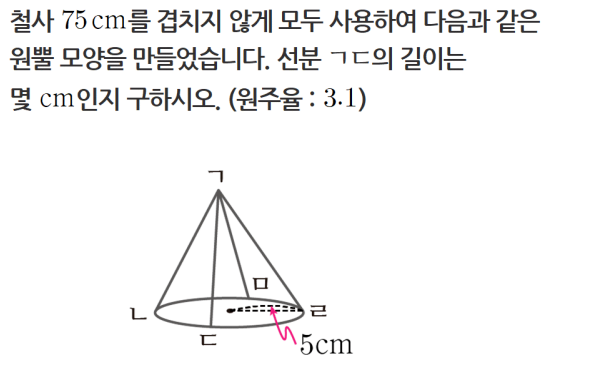 철사 75 cm를 겹치지 않게 모두 사용하여 다음과 같은
원뿔 모양을 만들었습니다. 선분 ㄱㄷ의 길이는
몇 cm인지 구하시오. (원주율 : 3.1)
ㄱ
ㅁ
ㄴ
ㄹ
ㄷ
5cm